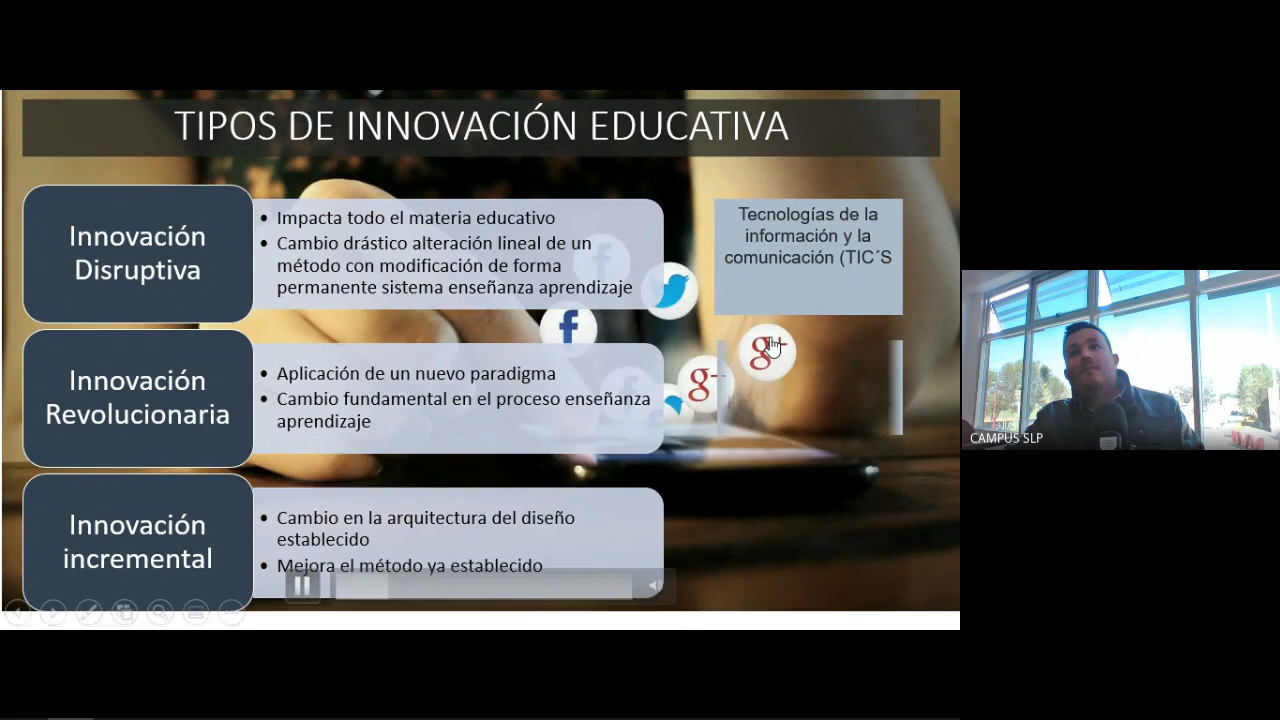 TIPOS DE INNOVACIÓN EDUCATIVA
Innovación
Disruptiva
• Impacta todo el materia educativo
• Cambio drástico alteración lineal de un
método con modificación de forma
permanente sistema enseñanza aprendizaje
Tecnologías de la
información y la
comunicación (TIC´S
Innovación
Revolucionaria
• Aplicación de un nuevo paradigma
• Cambio fundamental en el proceso enseñanza
aprendizaje
Innovación
incremental
• Cambio en la arquitectura del diseño
establecido
• Mejora el método ya establecido
CAMPUS SLP